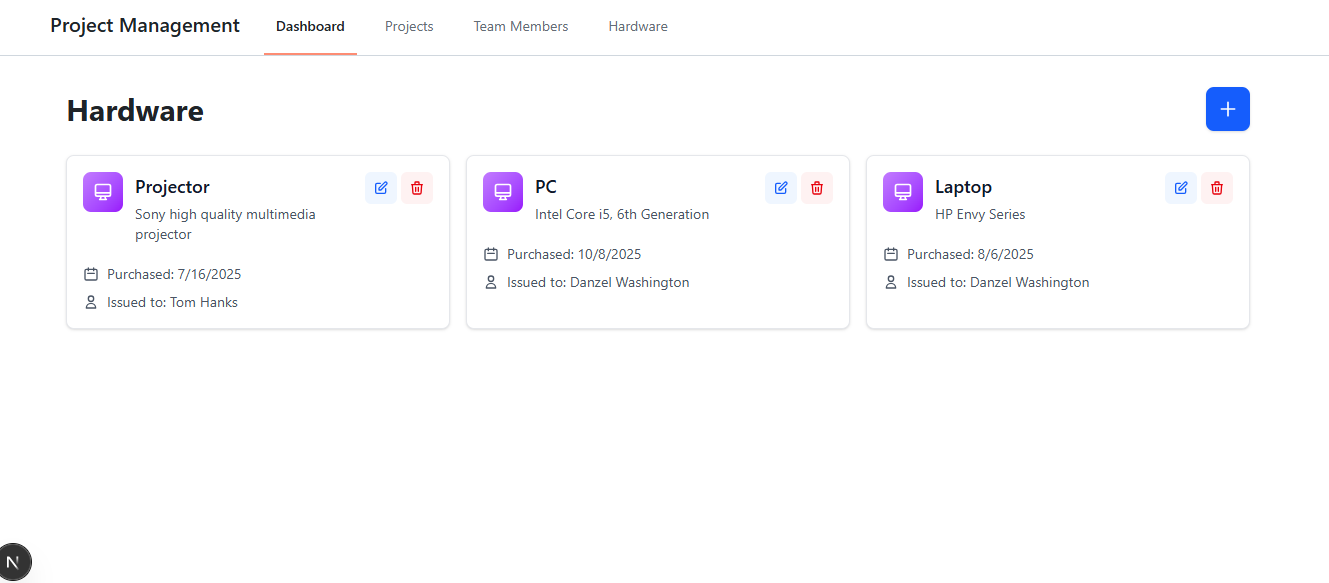 Project Management Dashboard Projects Team Members Hardware
Hardware
Projector
Sony high quality multimedia
projector
Purchased: 7/16/2025
Issued to: Tom Hanks
PC
Intel Core i5, 6th Generation
Purchased: 10/8/2025
Issued to: Danzel Washington
Laptop
HP Envy Series
Purchased: 8/6/2025
Issued to: Danzel Washington
N